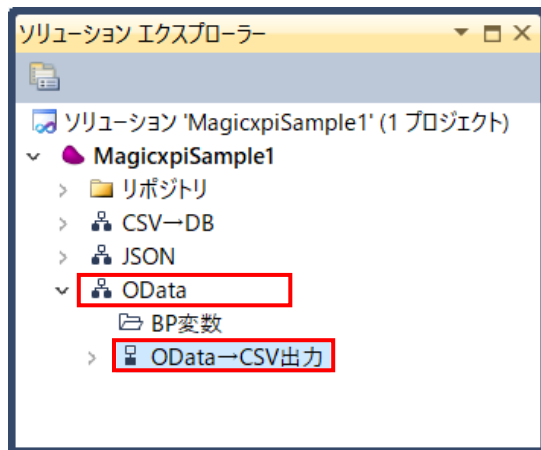 ソリューション エクスプローラー
ソリューション 'MagicxpiSample1' (1 プロジェクト)
MagicxpiSample1
リポジトリ
CSV→DB
JSON
OData
BP変数
OData→CSV出力